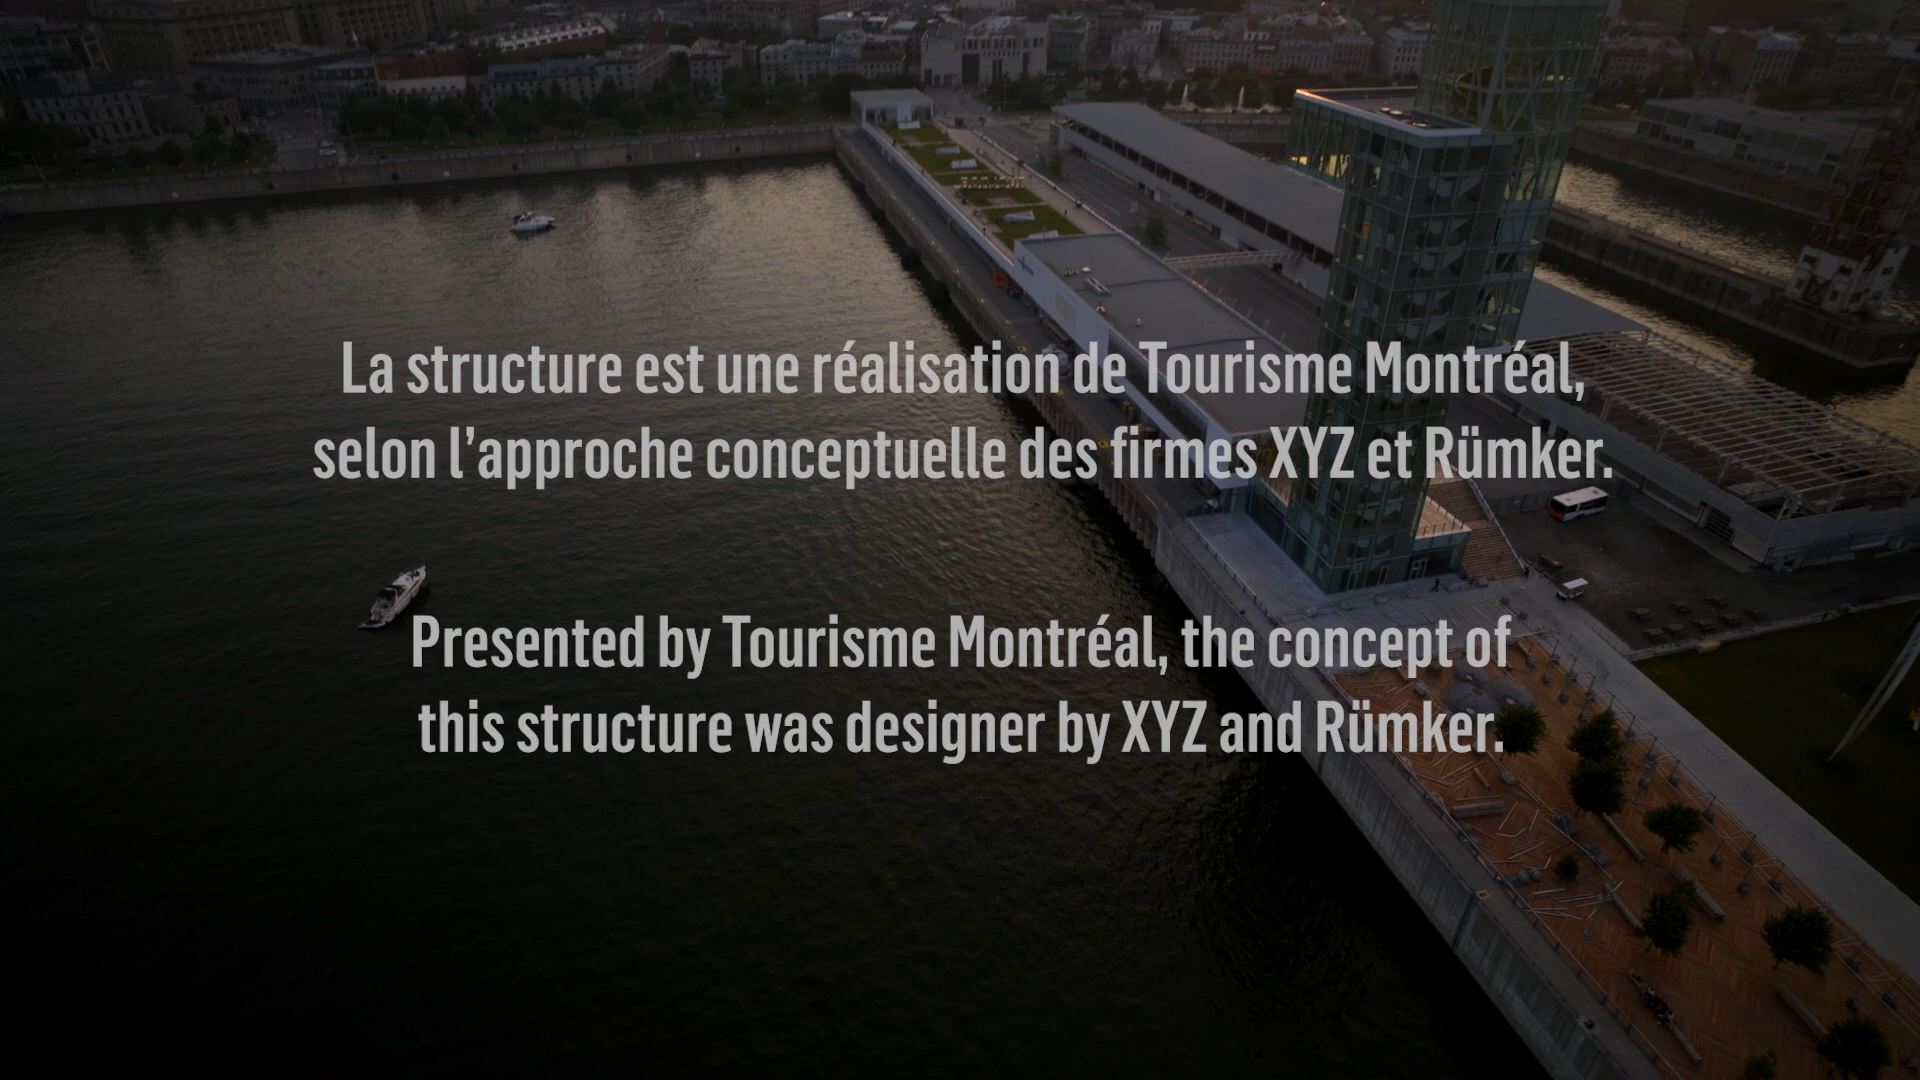 La structure est une réalisation de Tourisme Montréal,
selon l’approche conceptuelle des firmes XYZ et Rümker.
Presented by Tourisme Montréal, the concept of
this structure was designer by XYZ and Rümker.